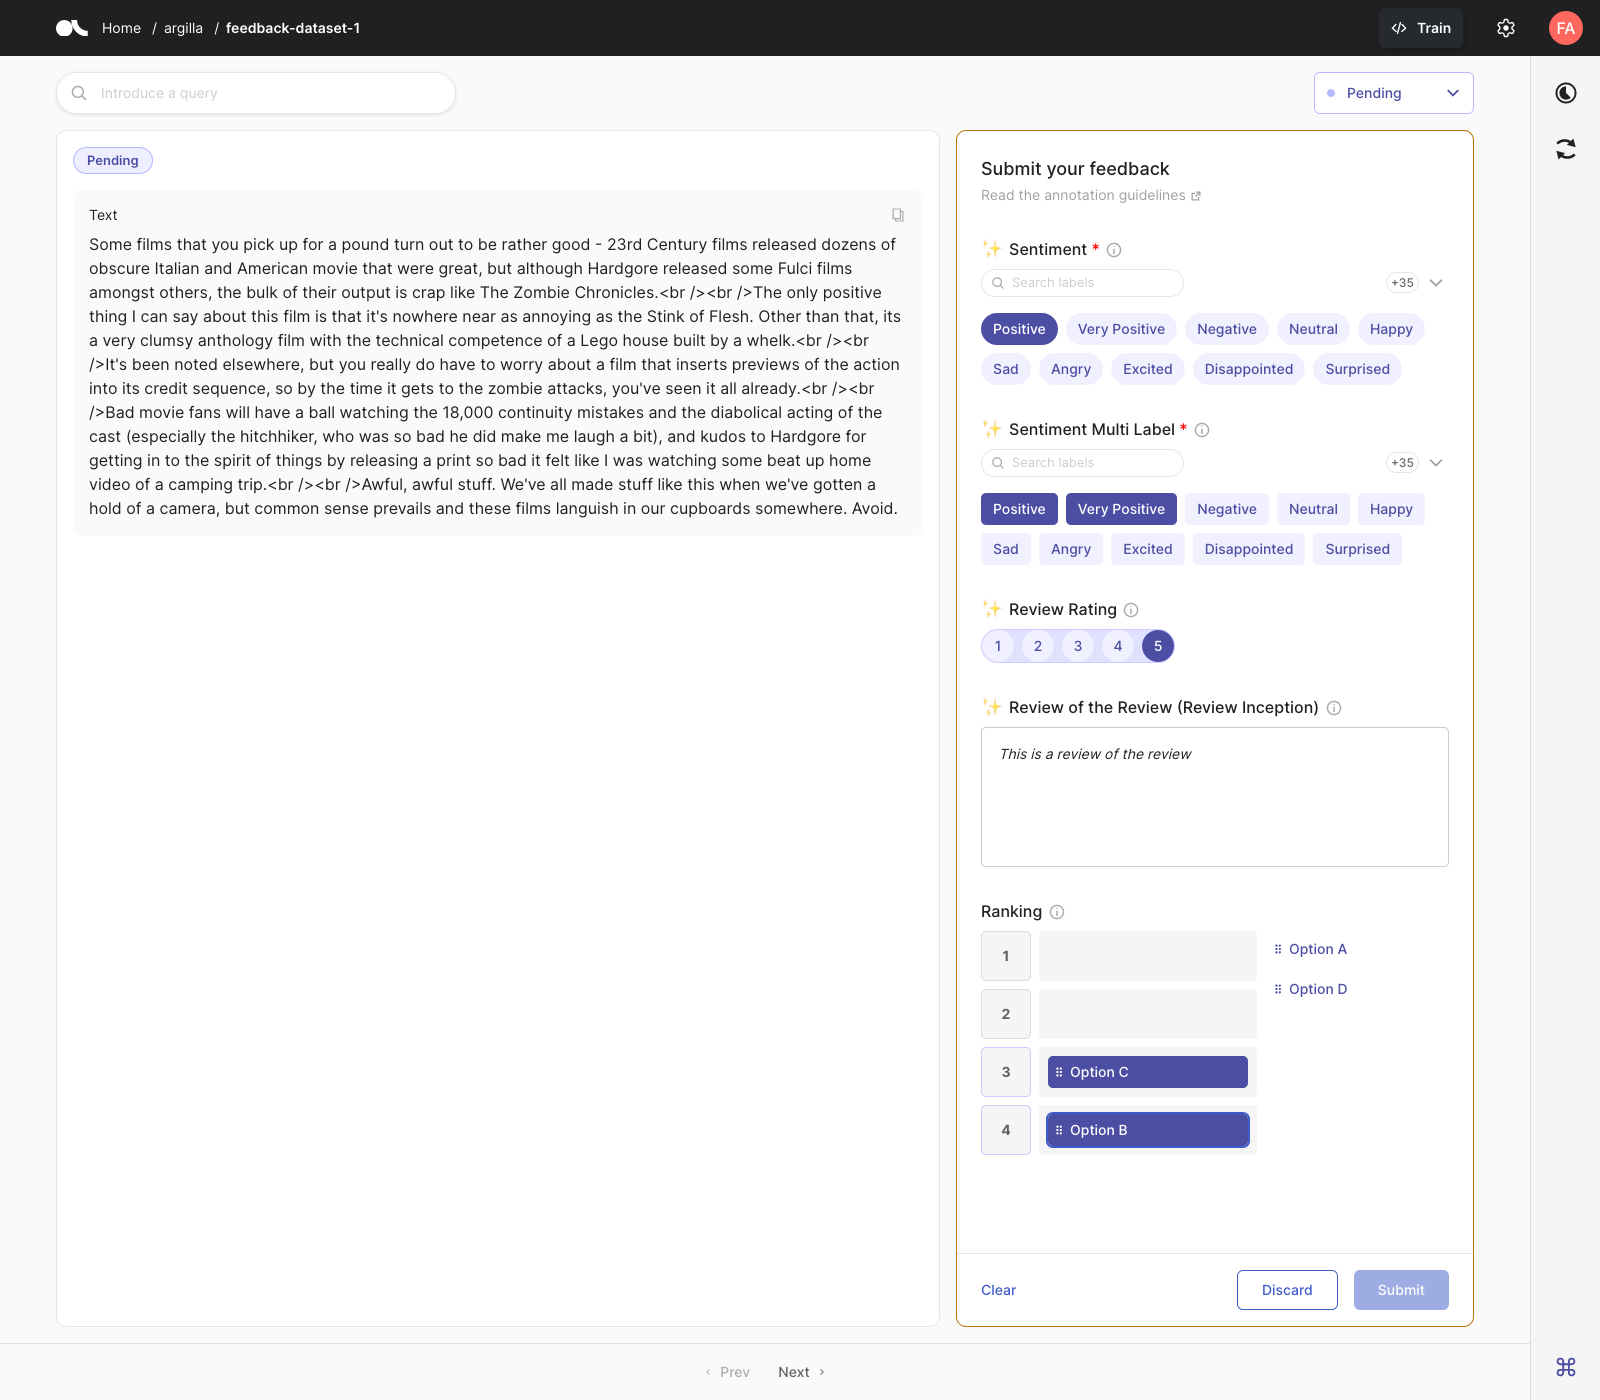 Home / argilla / feedback-dataset-1
Train
FA
Introduce a query
Pending
Pending
Text
Some films that you pick up for a pound turn out to be rather good - 23rd Century films released dozens of
obscure Italian and American movie that were great, but although Hardgore released some Fulci films
amongst others, the bulk of their output is crap like The Zombie Chronicles.<br /><br />The only positive
thing I can say about this film is that it's nowhere near as annoying as the Stink of Flesh. Other than that, its
a very clumsy anthology film with the technical competence of a Lego house built by a whelk.<br /><br
/>It's been noted elsewhere, but you really do have to worry about a film that inserts previews of the action
into its credit sequence, so by the time it gets to the zombie attacks, you've seen it all already.<br /><br
/>Bad movie fans will have a ball watching the 18,000 continuity mistakes and the diabolical acting of the
cast (especially the hitchhiker, who was so bad he did make me laugh a bit), and kudos to Hardgore for
getting in to the spirit of things by releasing a print so bad it felt like I was watching some beat up home
video of a camping trip.<br /><br />Awful, awful stuff. We've all made stuff like this when we've gotten a
hold of a camera, but common sense prevails and these films languish in our cupboards somewhere. Avoid.
Submit your feedback
Read the annotation guidelines
Sentiment *
Search labels
+35
Positive Very Positive Negative Neutral Happy
Sad Angry Excited Disappointed Surprised
Sentiment Multi Label *
Search labels
+35
Positive Very Positive Negative Neutral Happy
Sad Angry Excited Disappointed Surprised
Review Rating
1 2 3 4 5
Review of the Review (Review Inception)
This is a review of the review
Ranking
1
Option A
Option D
2
3 Option C
4 Option B
Clear
Discard
Submit
Prev
Next